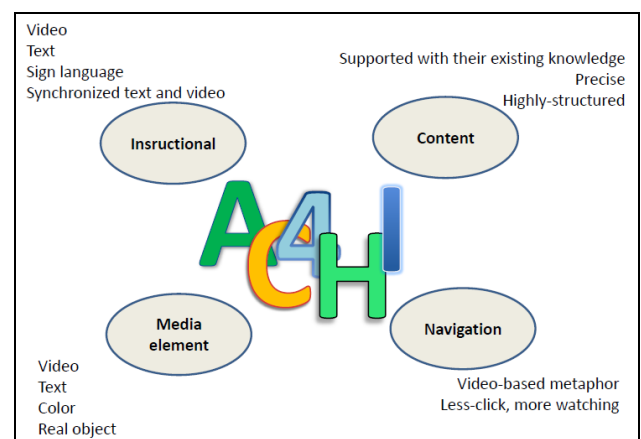 Video
Text
Sign language
Synchronized text and video
Supported with their existing knowledge
Precise
Highly-structured
Insructional
Content
AC4HI
Media
element
Navigation
Video
Text
Color
Real object
Video-based metaphor
Less-click, more watching